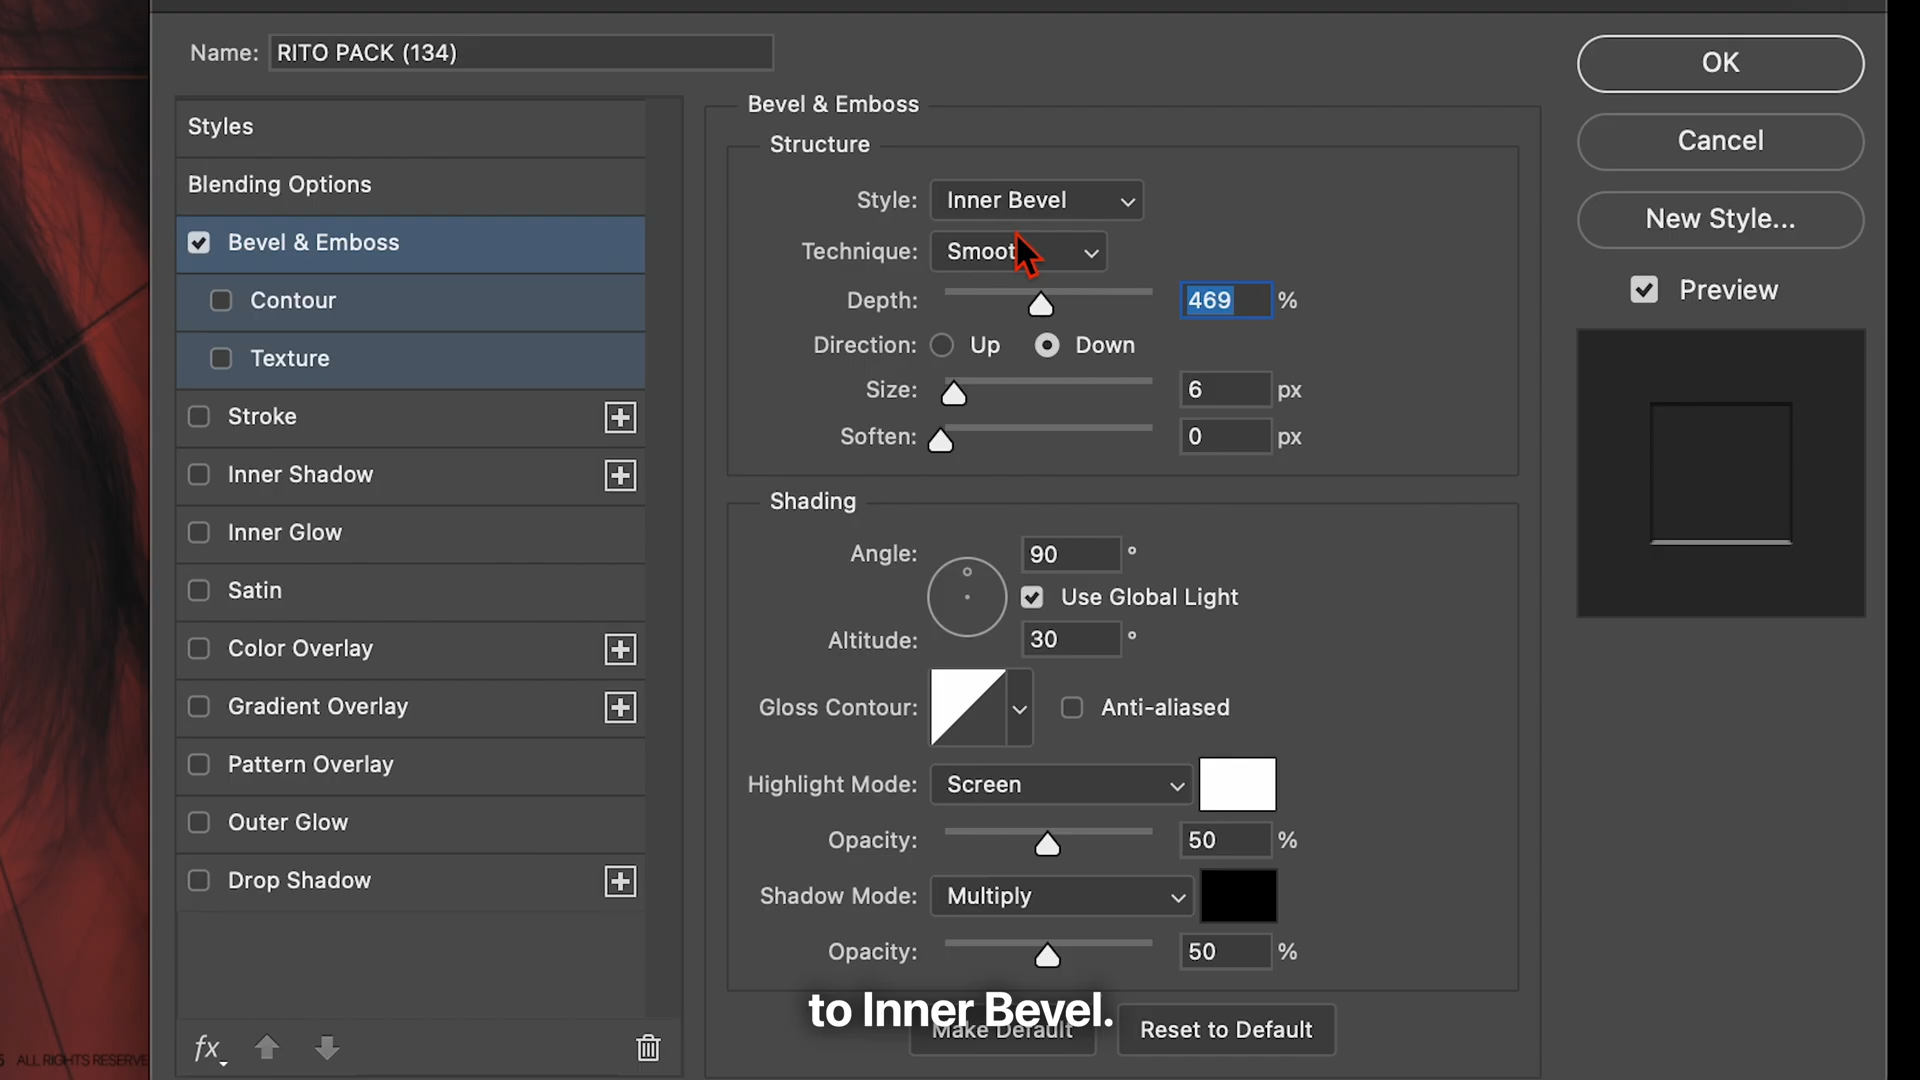 Name: RITO PACK (134)
OK
Cancel
New Style...
Preview
Styles
Blending Options
Bevel & Emboss
Contour
Texture
Stroke
Inner Shadow
Inner Glow
Satin
Color Overlay
Gradient Overlay
Pattern Overlay
Outer Glow
Drop Shadow
fx
Bevel & Emboss
Structure
Style: Inner Bevel
Technique: Smoot
Depth: 469 %
Direction: Up Down
Size: 6 px
Soften: 0 px
Shading
Angle: 90 °
Use Global Light
Altitude: 30 °
Gloss Contour: Anti-aliased
Highlight Mode: Screen
Opacity: 50 %
Shadow Mode: Multiply
Opacity: 50 %
to Inner Bevel.
Make Default Reset to Default
ALL RIGHTS RESERVE